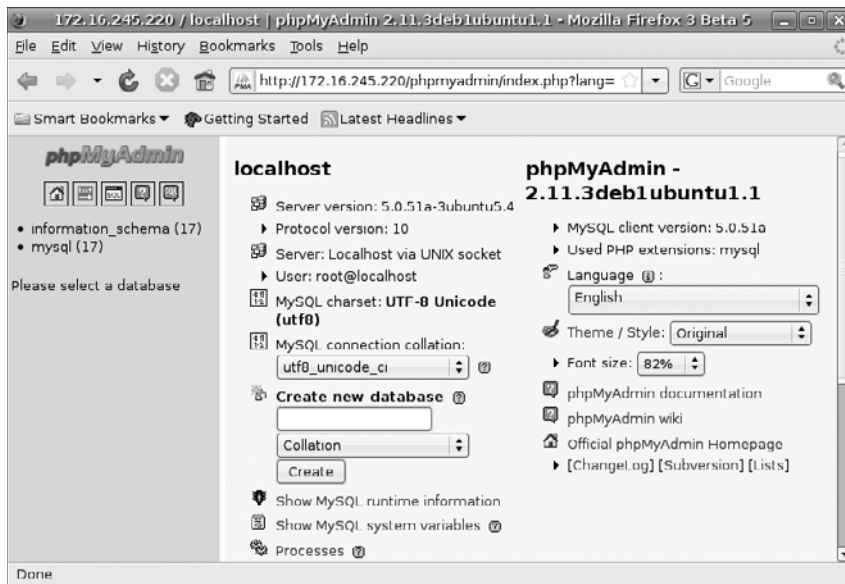 172.16.245.220 / localhost | phpMyAdmin 2.11.3deb1ubuntu1.1 - Mozilla Firefox 3 Beta 5
File Edit View History Bookmarks Tools Help
http://172.16.245.220/phpmyadmin/index.php?lang=
Google
Smart Bookmarks Getting Started Latest Headlines
phpMyAdmin
SQL
information_schema (17)
mysql (17)
Please select a database
localhost
Server version: 5.0.51a-3ubuntu5.4
Protocol version: 10
Server: Localhost via UNIX socket
User: root@localhost
MySQL charset: UTF-8 Unicode
(utf8)
MySQL connection collation:
utf8_unicode_ci
Create new database
Collation
Create
Show MySQL runtime information
Show MySQL system variables
Processes
phpMyAdmin -
2.11.3deb1ubuntu1.1
MySQL client version: 5.0.51a
Used PHP extensions: mysql
Language :
English
Theme / Style: Original
Font size: 82%
phpMyAdmin documentation
phpMyAdmin wiki
Official phpMyAdmin Homepage
[ChangeLog] [Subversion] [Lists]
Done